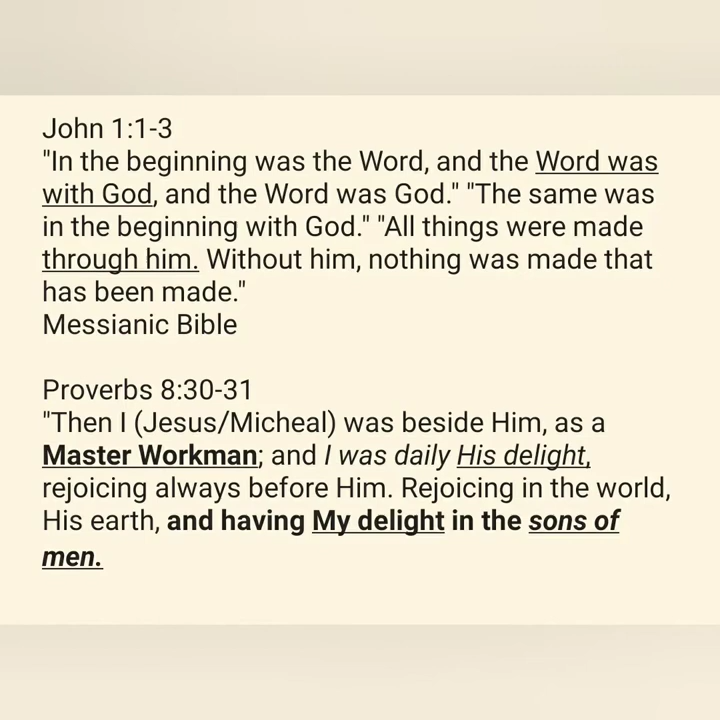 John 1:1-3
"In the beginning was the Word, and the Word was
with God, and the Word was God." "The same was
in the beginning with God." "All things were made
through him. Without him, nothing was made that
has been made."
Messianic Bible
Proverbs 8:30-31
"Then I (Jesus/Micheal) was beside Him, as a
Master Workman; and I was daily His delight,
rejoicing always before Him. Rejoicing in the world,
His earth, and having My delight in the sons of
men.